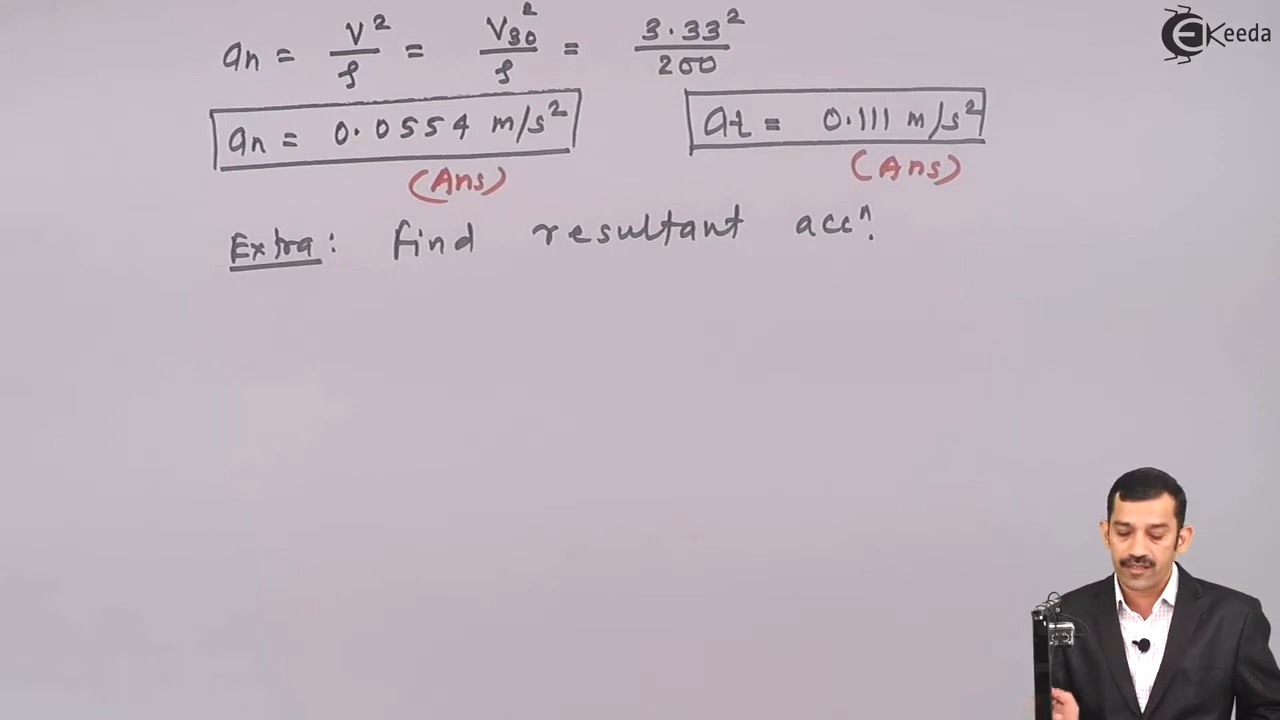 Keeda
an = V² / ρ = V₃₀² / ρ = 3.33² / 200
an = 0.0554 m/s²
at = 0.111 m/s²
(Ans)
(Ans)
Extra: find resultant accⁿ.